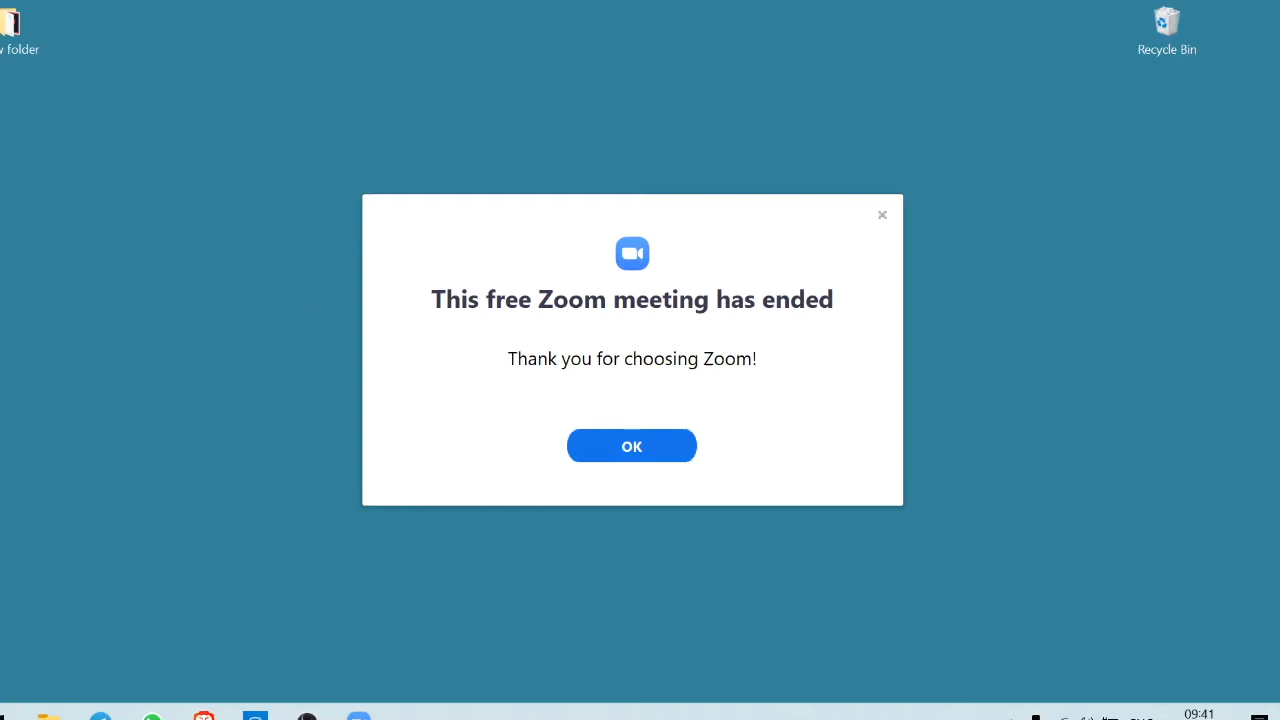 w folder
Recycle Bin
This free Zoom meeting has ended
Thank you for choosing Zoom!
OK
09:41